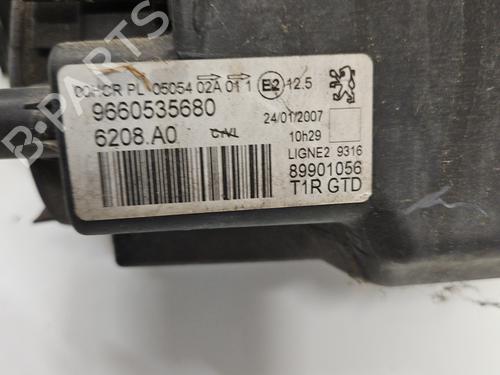 DCHCR PL 05054 02A 01 1 E2 12.5
9660535680
24/01/2007
6208.A0
10h29
LIGNE2 9316
89901056
T1R GTD
B-Parts